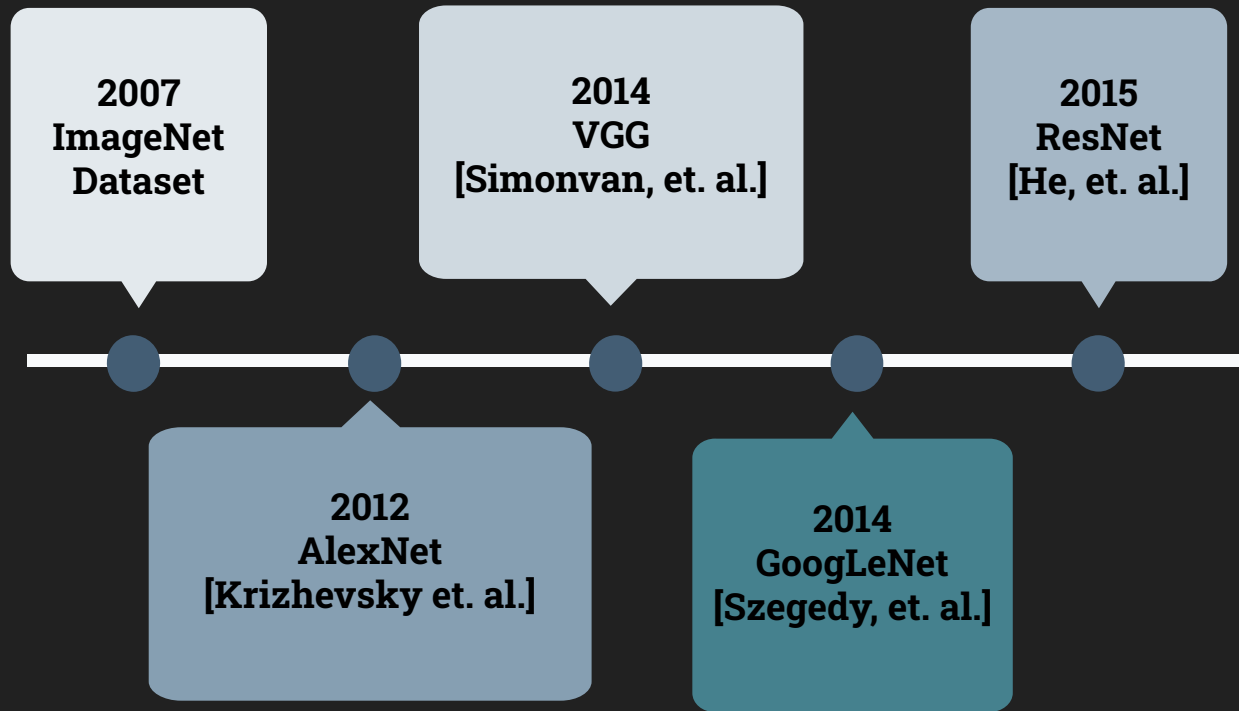 2007
ImageNet
Dataset
2012
AlexNet
[Krizhevsky et. al.]
2014
VGG
[Simonvan, et. al.]
2014
GoogLeNet
[Szegedy, et. al.]
2015
ResNet
[He, et. al.]